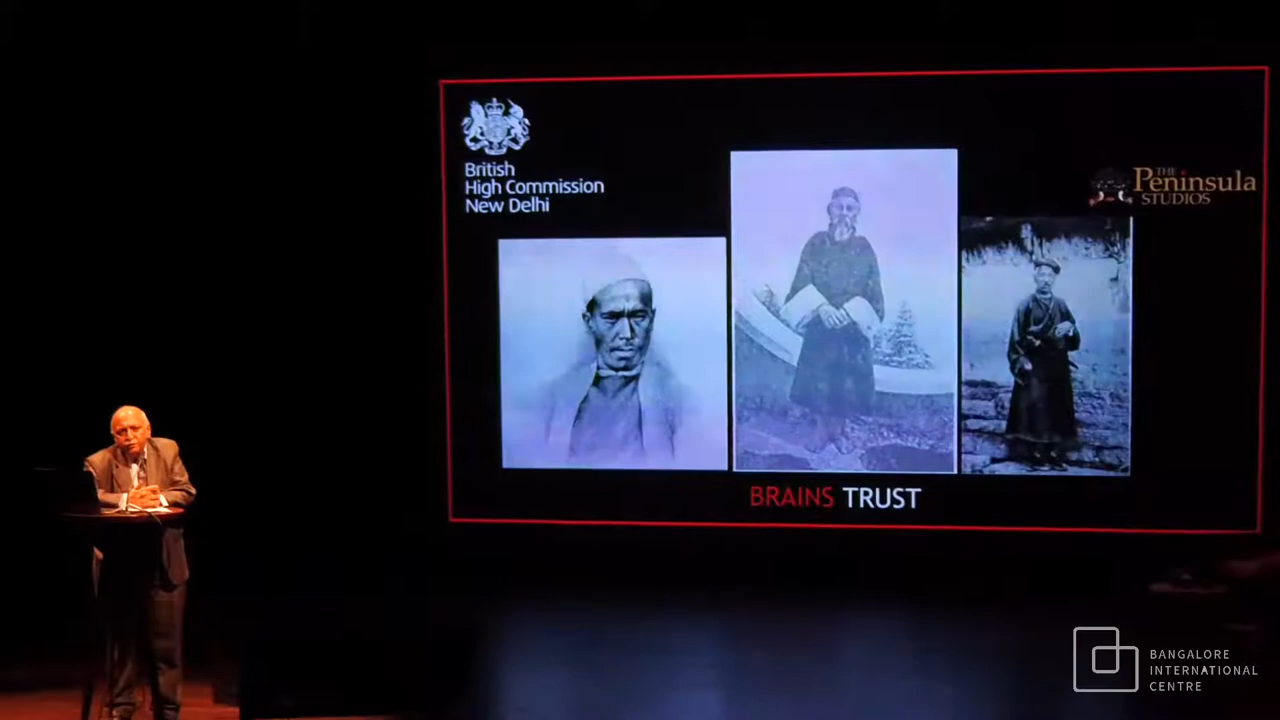 British
High Commission
New Delhi
THE
Peninsula
STUDIOS
BRAINS TRUST
BANGALORE
INTERNATIONAL
CENTRE